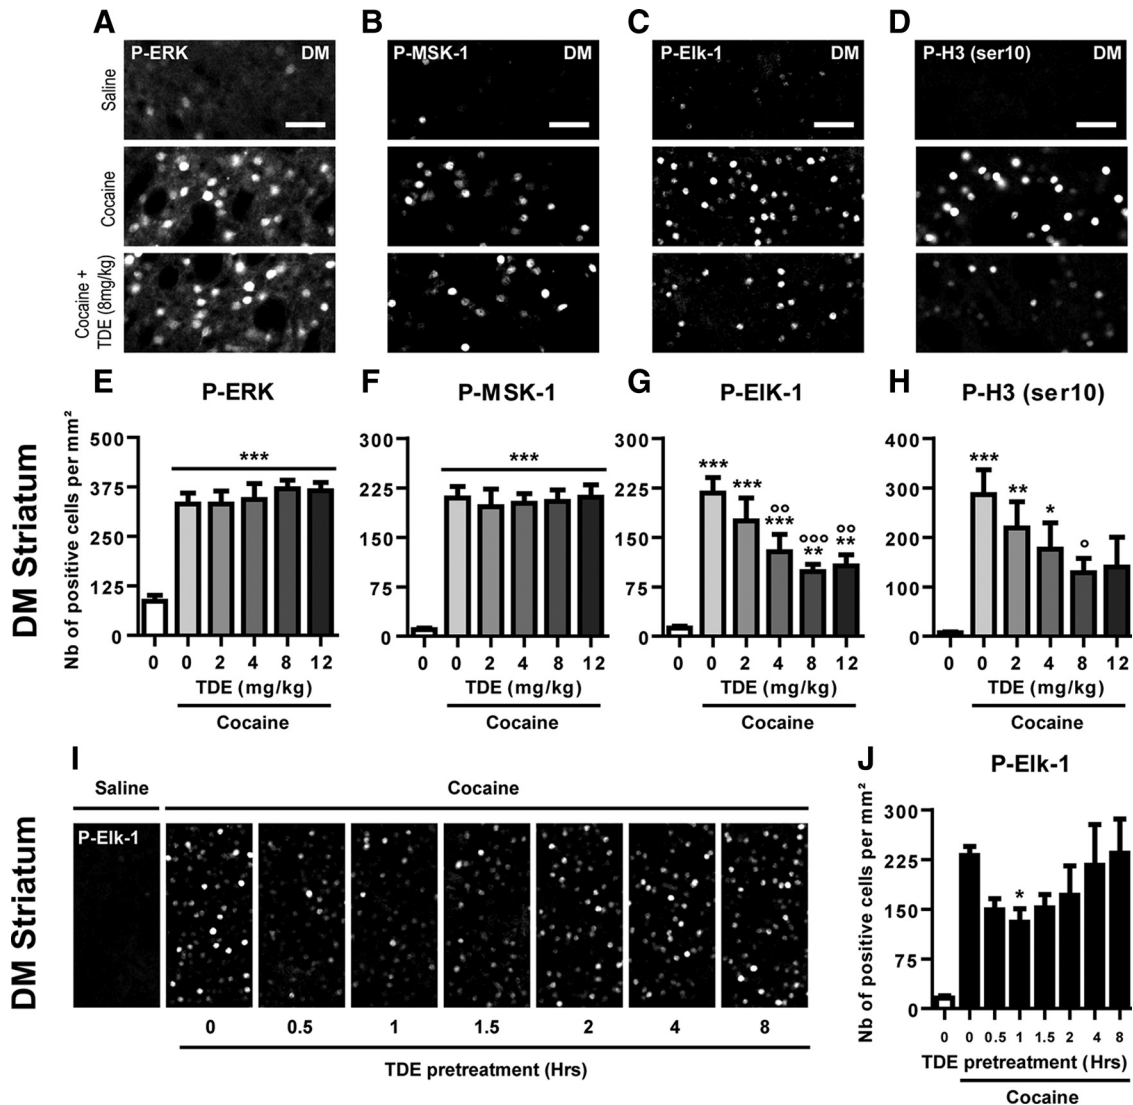 A
B
C
D
P-ERK DM
P-MSK-1 DM
P-Elk-1 DM
P-H3 (ser10) DM
Saline
Cocaine
Cocaine +
TDE (8mg/kg)
DM Striatum
E
P-ERK
Nb of positive cells per mm²
500
375
250
125
0
***
0 0 2 4 8 12
TDE (mg/kg)
Cocaine
F
P-MSK-1
300
225
150
75
0
***
0 0 2 4 8 12
TDE (mg/kg)
Cocaine
G
P-ElK-1
300
225
150
75
0
***
***
°°
***
°°°
**
°°
**
0 0 2 4 8 12
TDE (mg/kg)
Cocaine
H
P-H3 (ser10)
400
300
200
100
0
***
**
*
°
0 0 2 4 8 12
TDE (mg/kg)
Cocaine
DM Striatum
I
Saline Cocaine
P-Elk-1
0 0.5 1 1.5 2 4 8
TDE pretreatment (Hrs)
J
P-Elk-1
Nb of positive cells per mm²
300
225
150
75
0
*
0 0 0.5 1 1.5 2 4 8
TDE pretreatment (Hrs)
Cocaine